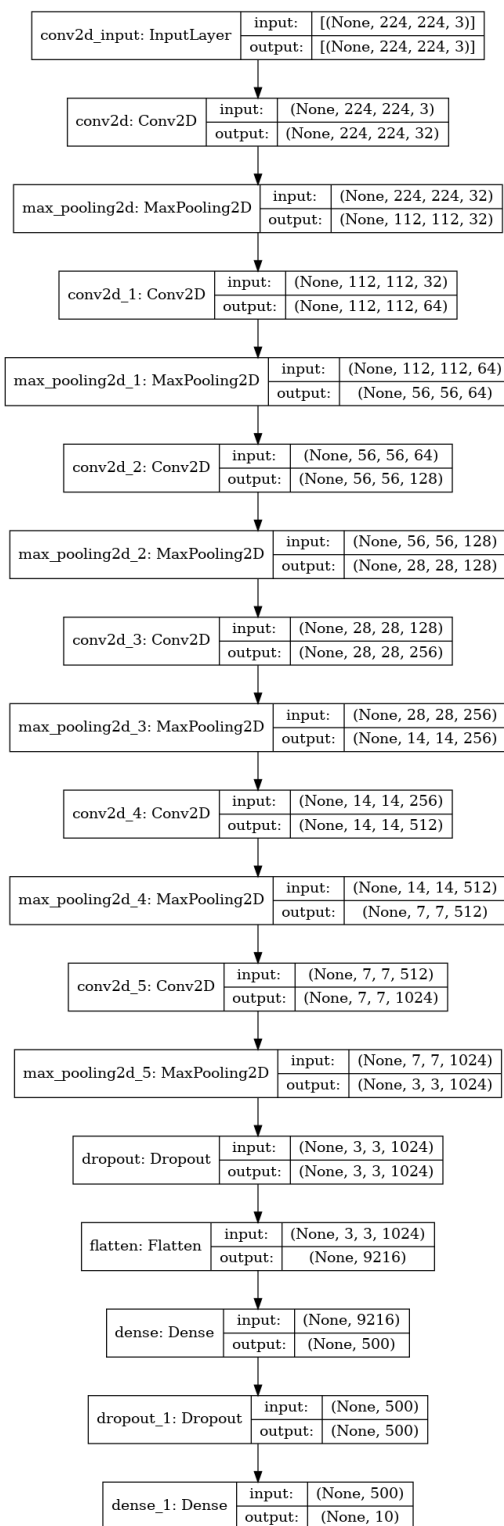 conv2d_input: InputLayer
input: [(None, 224, 224, 3)]
output: [(None, 224, 224, 3)]
conv2d: Conv2D
input: (None, 224, 224, 3)
output: (None, 224, 224, 32)
max_pooling2d: MaxPooling2D
input: (None, 224, 224, 32)
output: (None, 112, 112, 32)
conv2d_1: Conv2D
input: (None, 112, 112, 32)
output: (None, 112, 112, 64)
max_pooling2d_1: MaxPooling2D
input: (None, 112, 112, 64)
output: (None, 56, 56, 64)
conv2d_2: Conv2D
input: (None, 56, 56, 64)
output: (None, 56, 56, 128)
max_pooling2d_2: MaxPooling2D
input: (None, 56, 56, 128)
output: (None, 28, 28, 128)
conv2d_3: Conv2D
input: (None, 28, 28, 128)
output: (None, 28, 28, 256)
max_pooling2d_3: MaxPooling2D
input: (None, 28, 28, 256)
output: (None, 14, 14, 256)
conv2d_4: Conv2D
input: (None, 14, 14, 256)
output: (None, 14, 14, 512)
max_pooling2d_4: MaxPooling2D
input: (None, 14, 14, 512)
output: (None, 7, 7, 512)
conv2d_5: Conv2D
input: (None, 7, 7, 512)
output: (None, 7, 7, 1024)
max_pooling2d_5: MaxPooling2D
input: (None, 7, 7, 1024)
output: (None, 3, 3, 1024)
dropout: Dropout
input: (None, 3, 3, 1024)
output: (None, 3, 3, 1024)
flatten: Flatten
input: (None, 3, 3, 1024)
output: (None, 9216)
dense: Dense
input: (None, 9216)
output: (None, 500)
dropout_1: Dropout
input: (None, 500)
output: (None, 500)
dense_1: Dense
input: (None, 500)
output: (None, 10)